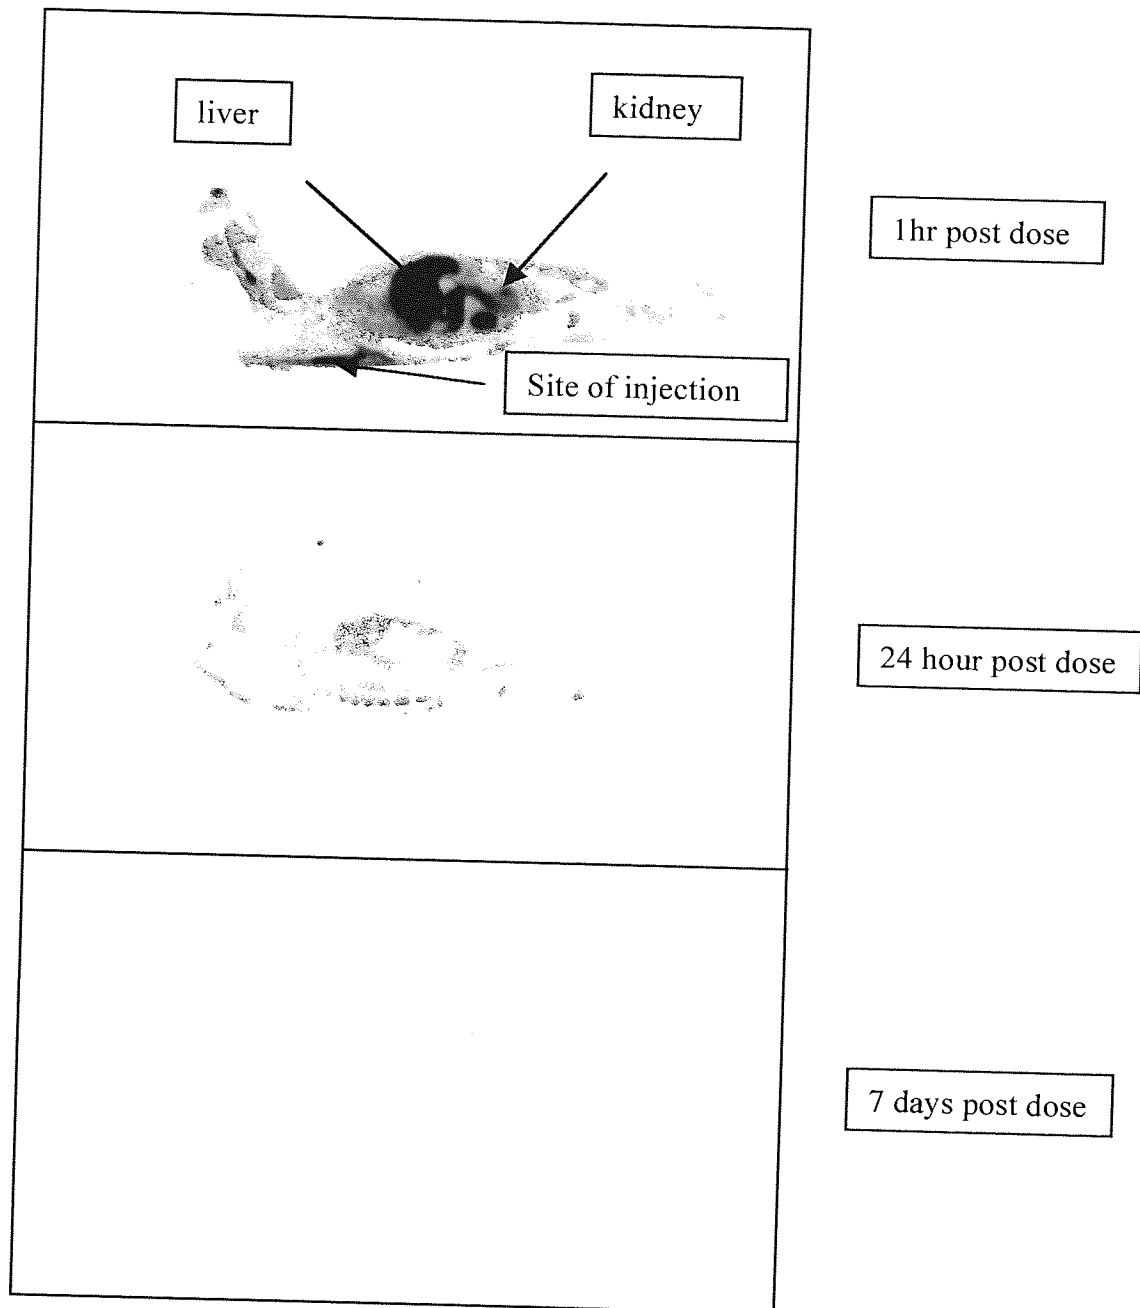 liver
kidney
1hr post dose
Site of injection
24 hour post dose
7 days post dose